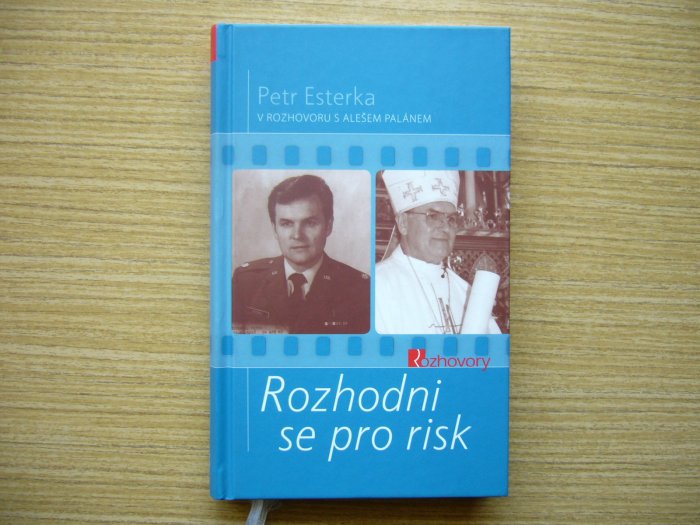 Petr Esterka
V ROZHOVORU S ALEŠEM PALÁNEM
Rozhovory
Rozhodni
se pro risk